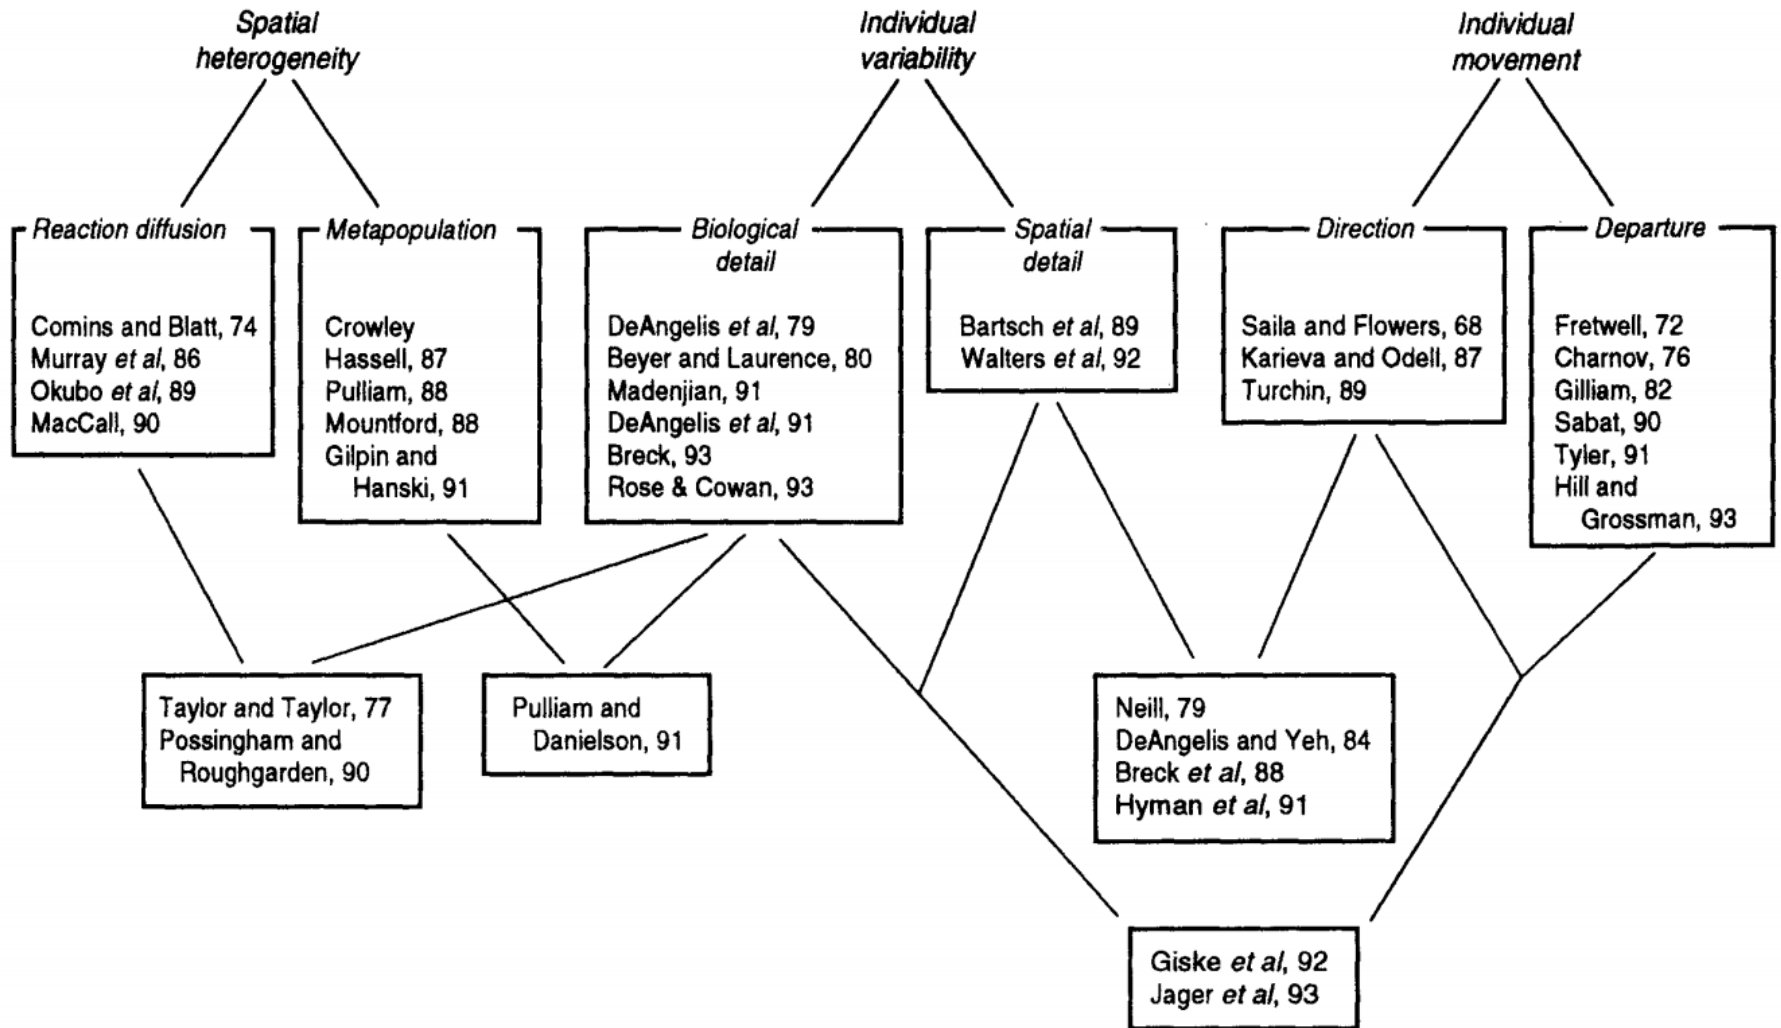 Spatial
heterogeneity
Individual
variability
Individual
movement
Reaction diffusion
Comins and Blatt, 74
Murray et al, 86
Okubo et al, 89
MacCall, 90
Metapopulation
Crowley
Hassell, 87
Pulliam, 88
Mountford, 88
Gilpin and
Hanski, 91
Biological
detail
DeAngelis et al, 79
Beyer and Laurence, 80
Madenjian, 91
DeAngelis et al, 91
Breck, 93
Rose & Cowan, 93
Spatial
detail
Bartsch et al, 89
Walters et al, 92
Direction
Saila and Flowers, 68
Karieva and Odell, 87
Turchin, 89
Departure
Fretwell, 72
Charnov, 76
Gilliam, 82
Sabat, 90
Tyler, 91
Hill and
Grossman, 93
Taylor and Taylor, 77
Possingham and
Roughgarden, 90
Pulliam and
Danielson, 91
Neill, 79
DeAngelis and Yeh, 84
Breck et al, 88
Hyman et al, 91
Giske et al, 92
Jager et al, 93